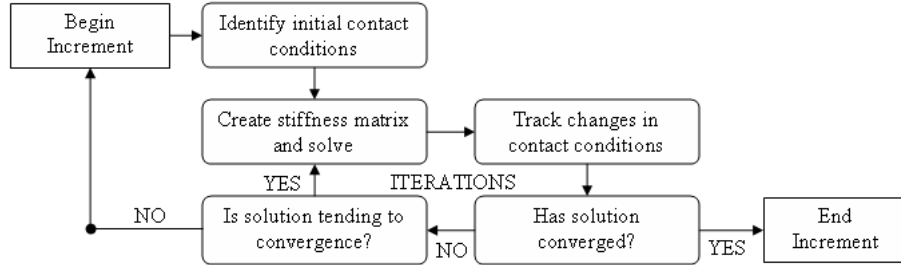 Begin
Increment
Identify initial contact
conditions
Create stiffness matrix
and solve
Track changes in
contact conditions
YES
ITERATIONS
NO
Is solution tending to
convergence?
NO
Has solution
converged?
YES
End
Increment